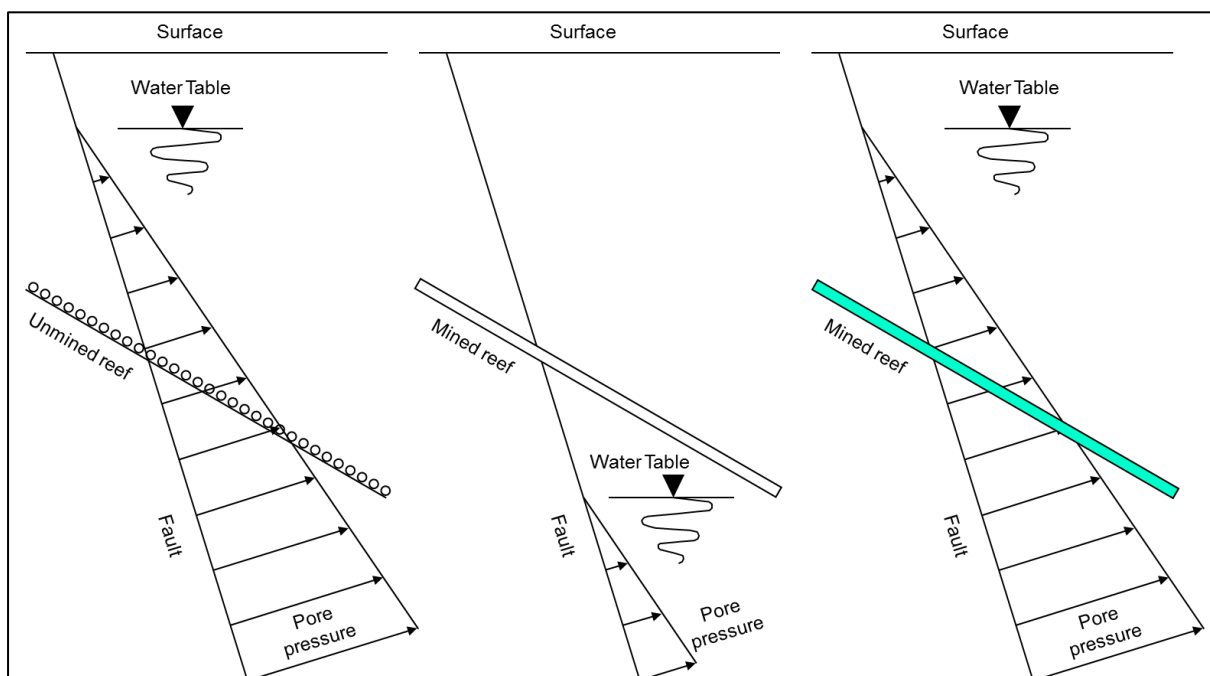 Surface
Water Table
Unmined reef
Fault
Pore
pressure
Surface
Mined reef
Water Table
Fault
Pore
pressure
Surface
Water Table
Mined reef
Fault
Pore
pressure